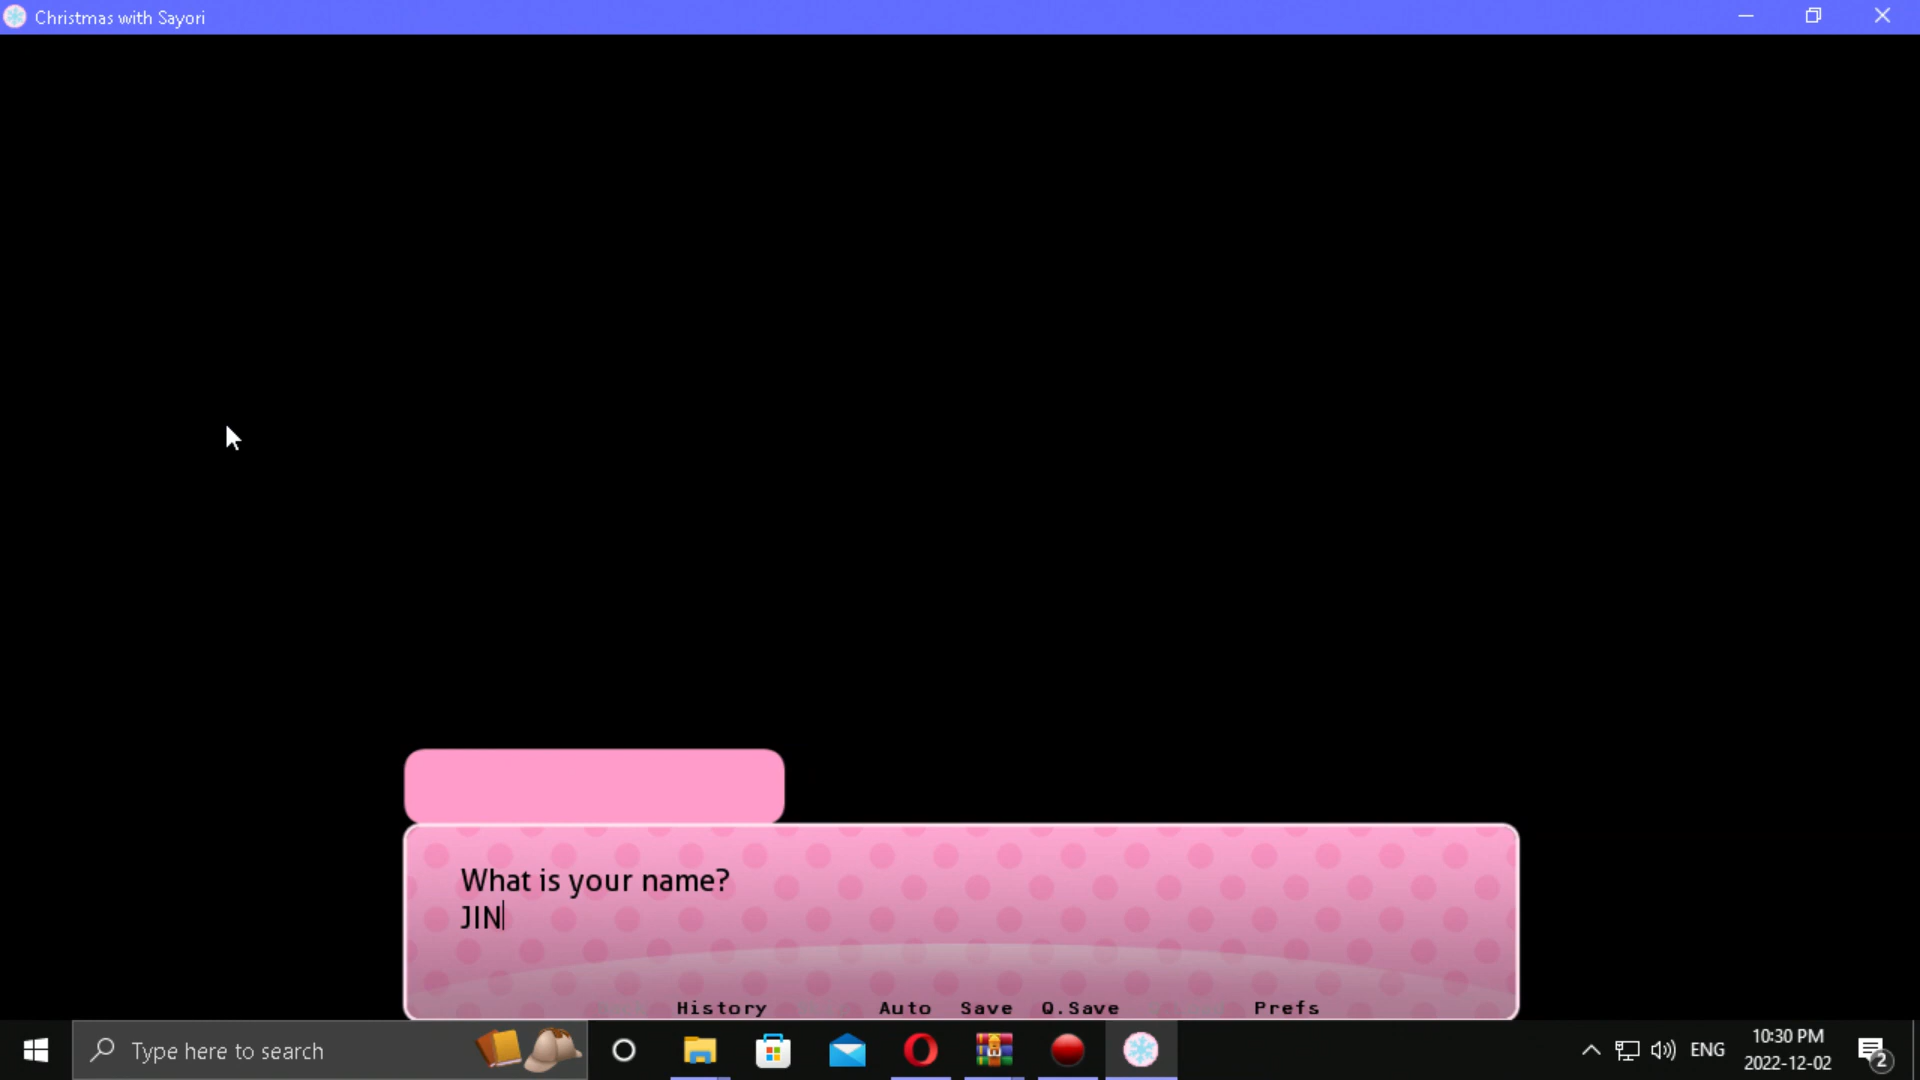 Christmas with Sayori
What is your name?
JIN
History Auto Save Q.Save Prefs
Type here to search
ENG
10:30 PM
2022-12-02
2